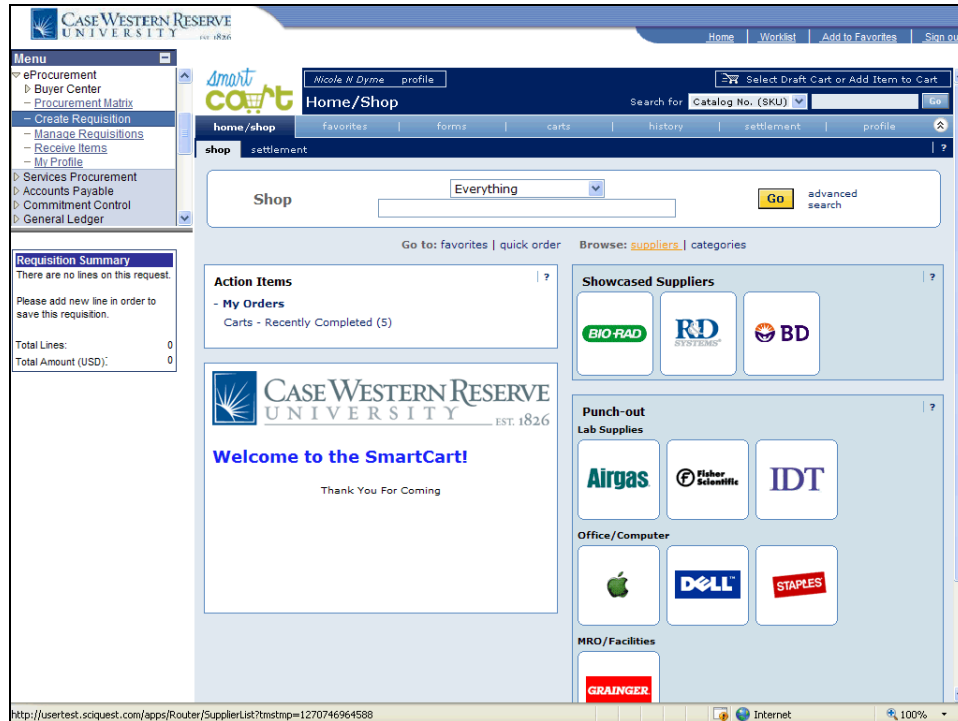 CASE WESTERN RESERVE
UNIVERSITY EST. 1826
Home Worklist Add to Favorites Sign ou
Menu
eProcurement
Buyer Center
Procurement Matrix
Create Requisition
Manage Requisitions
Receive Items
My Profile
Services Procurement
Accounts Payable
Commitment Control
General Ledger
Requisition Summary
There are no lines on this request.
Please add new line in order to
save this requisition.
Total Lines: 0
Total Amount (USD): 0
smart
cart
Nicole N Dyme profile
Select Draft Cart or Add Item to Cart
Home/Shop
Search for Catalog No. (SKU) Go
home/shop favorites | forms | carts | history | settlement | profile
shop settlement | ?
Shop
Everything
Go
advanced
search
Go to: favorites | quick order Browse: suppliers | categories
Action Items | ?
- My Orders
Carts - Recently Completed (5)
CASE WESTERN RESERVE
UNIVERSITY EST. 1826
Welcome to the SmartCart!
Thank You For Coming
Showcased Suppliers | ?
BIO-RAD
R&D
SYSTEMS
BD
Punch-out | ?
Lab Supplies
Airgas
Fisher
Scientific
IDT
Office/Computer
DELL
STAPLES
MRO/Facilities
GRAINGER
http://usertest.sciquest.com/apps/Router/SupplierList?tmstmp=1270746964588
Internet
100%